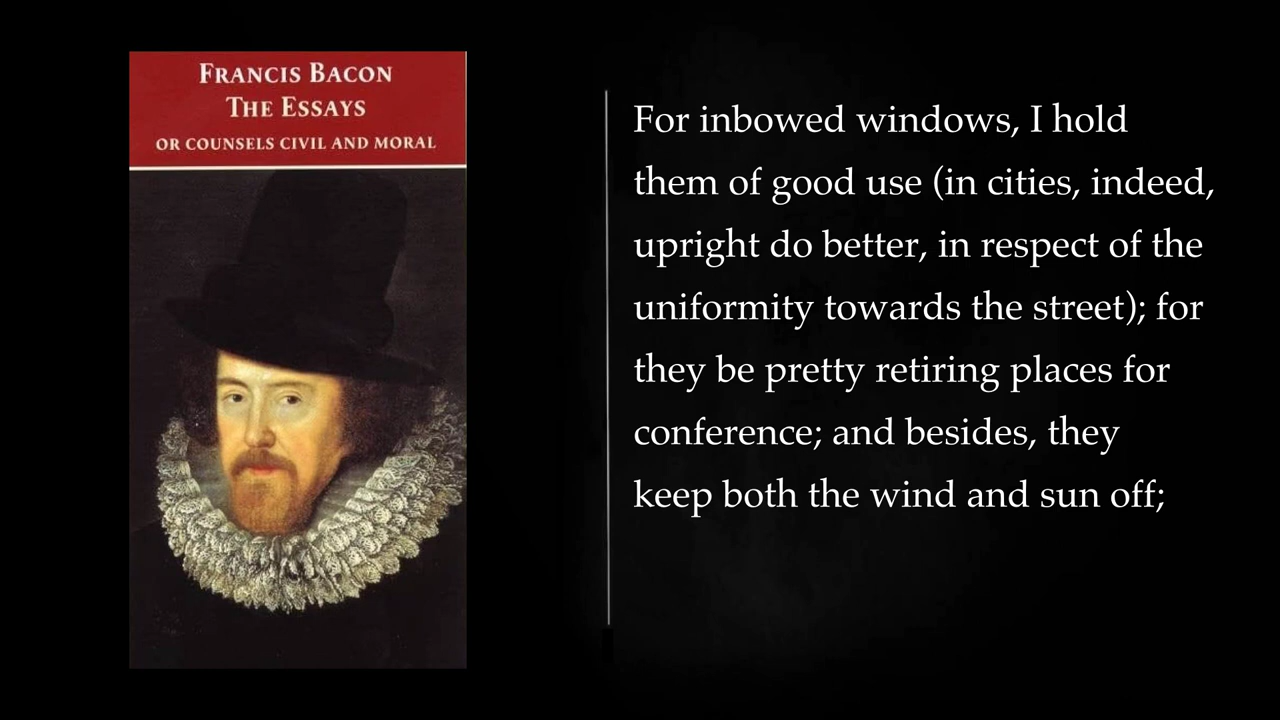 FRANCIS BACON
THE ESSAYS
OR COUNSELS CIVIL AND MORAL
For inbowed windows, I hold
them of good use (in cities, indeed,
upright do better, in respect of the
uniformity towards the street); for
they be pretty retiring places for
conference; and besides, they
keep both the wind and sun off;